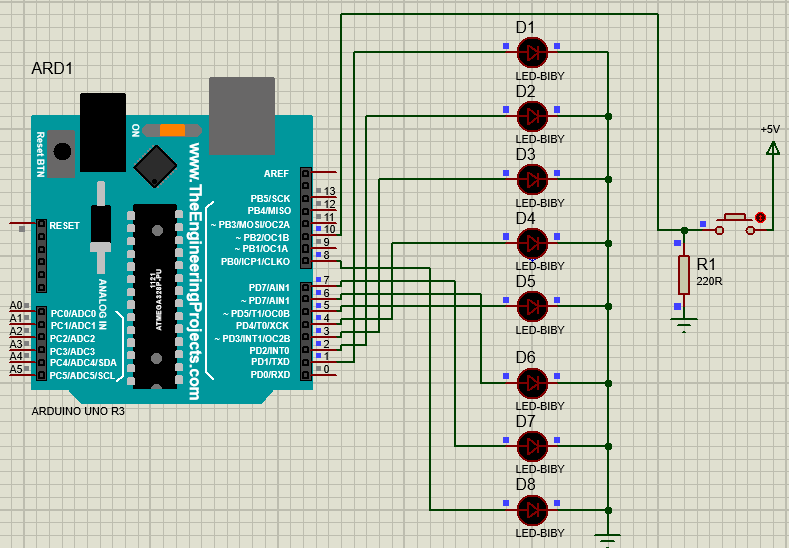 ARD1
ON
Reset BTN
www.TheEngineeringProjects.com
AREF
PB5/SCK 13
PB4/MISO 12
~ PB3/MOSI/OC2A 11
~ PB2/OC1B 10
~ PB1/OC1A 9
PB0/ICP1/CLKO 8
RESET
1121
ATMEGA328P-PU
ANALOG IN
PD7/AIN1 7
~ PD7/AIN1 6
~ PD5/T1/OC0B 5
PD4/T0/XCK 4
~ PD3/INT1/OC2B 3
PD2/INT0 2
PD1/TXD 1
PD0/RXD 0
A0 PC0/ADC0
A1 PC1/ADC1
A2 PC2/ADC2
A3 PC3/ADC3
A4 PC4/ADC4/SDA
A5 PC5/ADC5/SCL
ARDUINO UNO R3
D1
LED-BIBY
D2
LED-BIBY
D3
LED-BIBY
D4
LED-BIBY
D5
LED-BIBY
D6
LED-BIBY
D7
LED-BIBY
D8
LED-BIBY
+5V
R1
220R